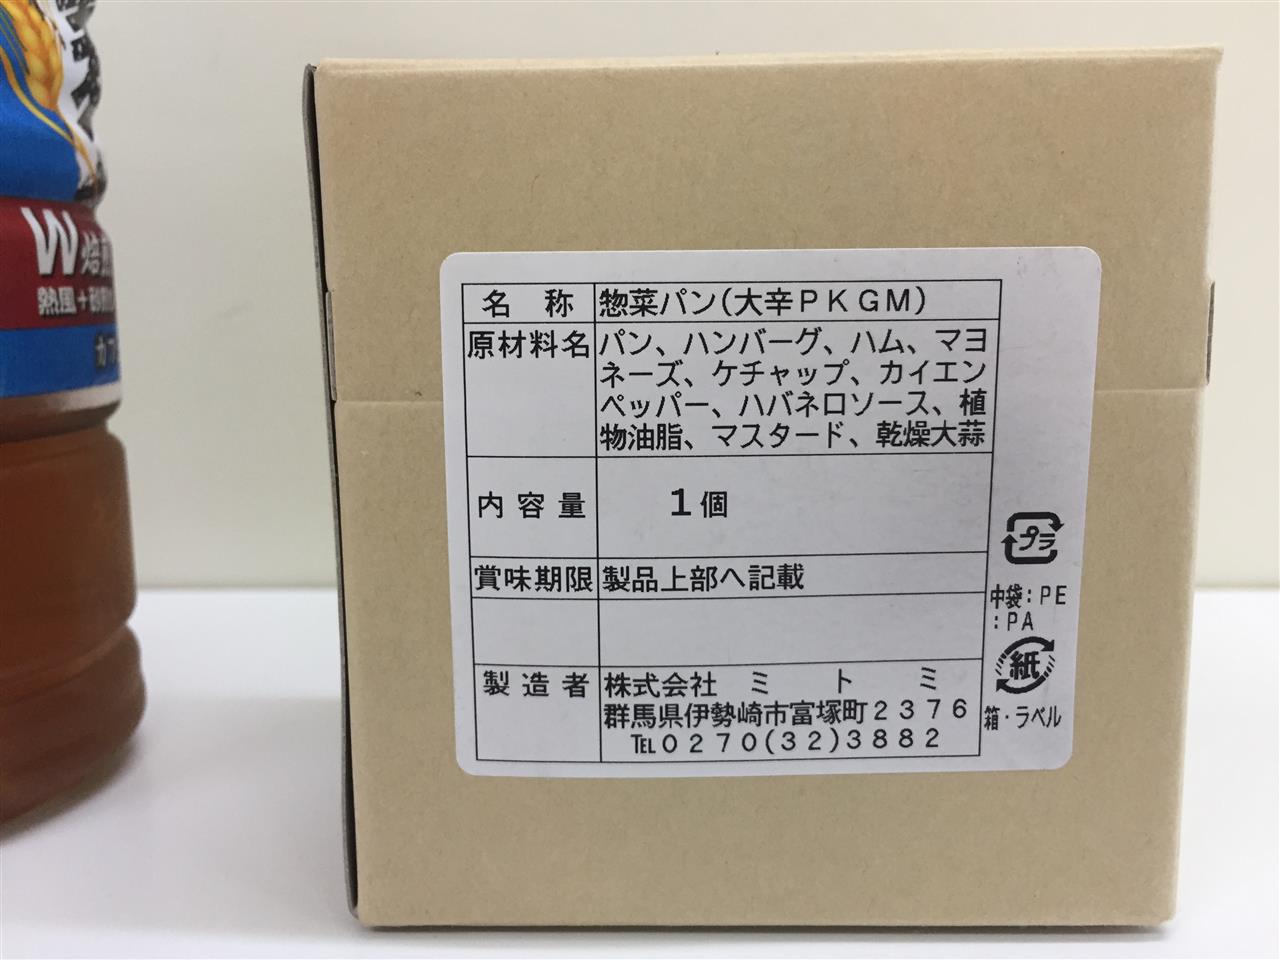 W焙煎
熱風+砂
カフ
名称 惣菜パン(大辛PKGM)
原材料名 パン、ハンバーグ、ハム、マヨ
ネーズ、ケチャップ、カイエン
ペッパー、ハバネロソース、植
物油脂、マスタード、乾燥大蒜
内容量 1個
賞味期限 製品上部へ記載
製造者 株式会社 ミトミ
群馬県伊勢崎市富塚町2376
℡0270(32)3882
プラ
中袋:PE
:PA
紙
箱・ラベル